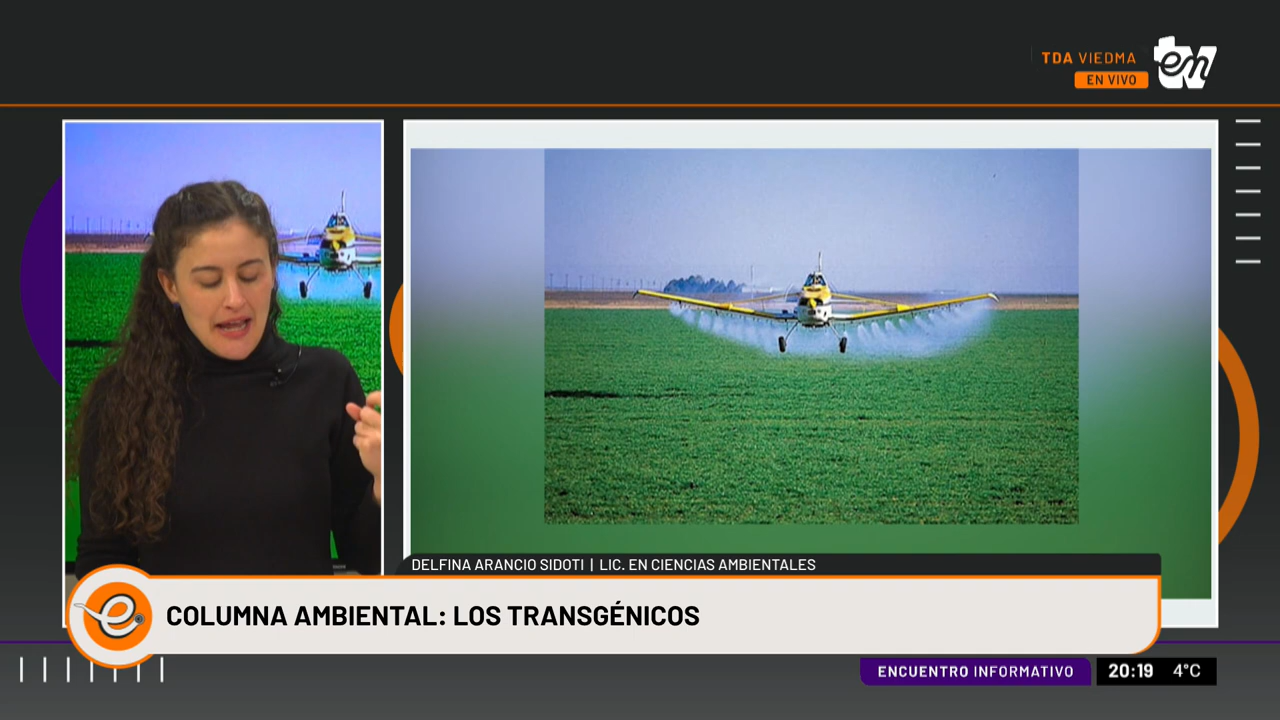 TDA VIEDMA
EN VIVO
em
DELFINA ARANCIO SIDOTI | LIC. EN CIENCIAS AMBIENTALES
e
COLUMNA AMBIENTAL: LOS TRANSGÉNICOS
ENCUENTRO INFORMATIVO
20:19 4°C